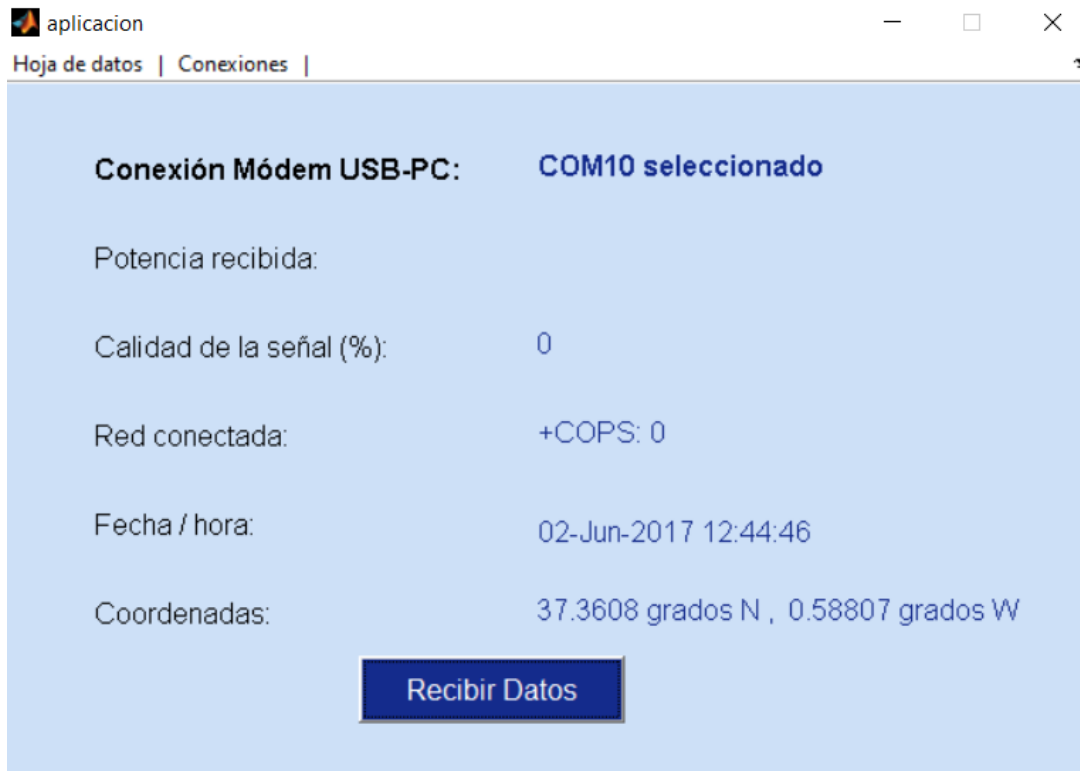 aplicacion
Hoja de datos | Conexiones |
Conexión Módem USB-PC: COM10 seleccionado
Potencia recibida:
Calidad de la señal (%): 0
Red conectada: +COPS: 0
Fecha / hora: 02-Jun-2017 12:44:46
Coordenadas: 37.3608 grados N , 0.58807 grados W
Recibir Datos